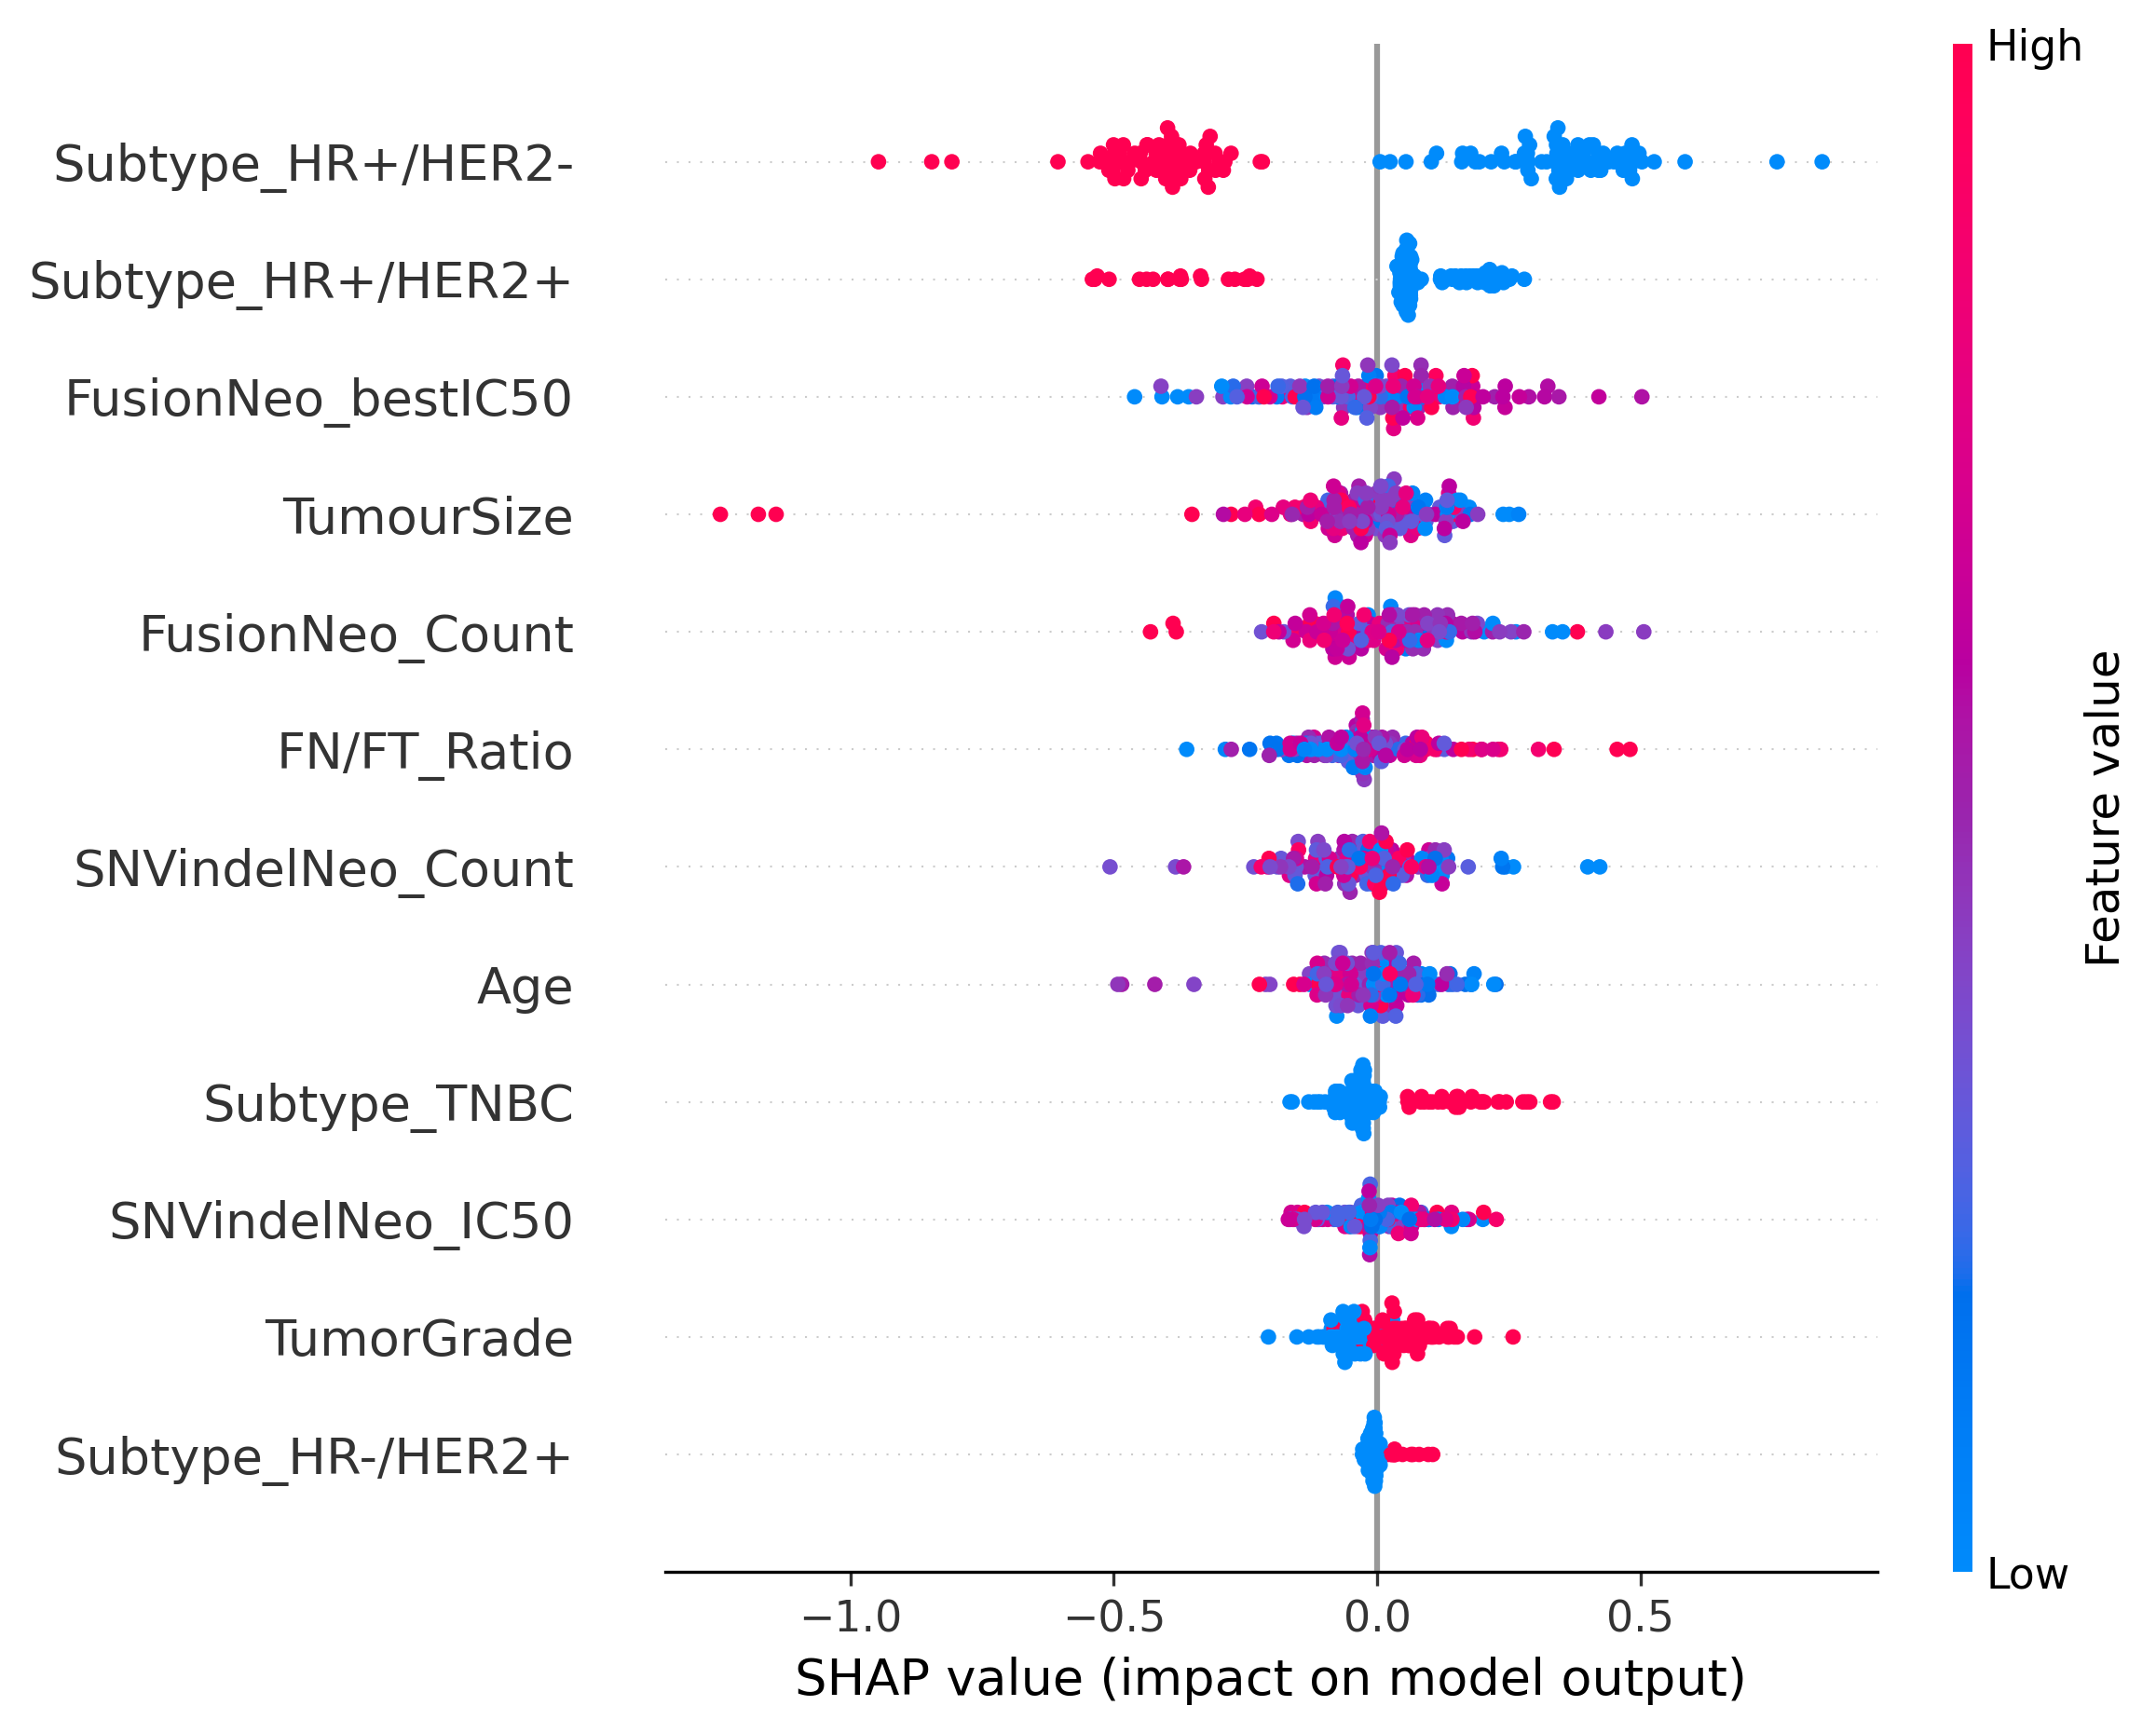 High
Subtype_HR+/HER2-
Subtype_HR+/HER2+
FusionNeo_bestIC50
TumourSize
FusionNeo_Count
FN/FT_Ratio
SNVindelNeo_Count
Age
Subtype_TNBC
SNVindelNeo_IC50
TumorGrade
Subtype_HR-/HER2+
Feature value
Low
−1.0 −0.5 0.0 0.5
SHAP value (impact on model output)